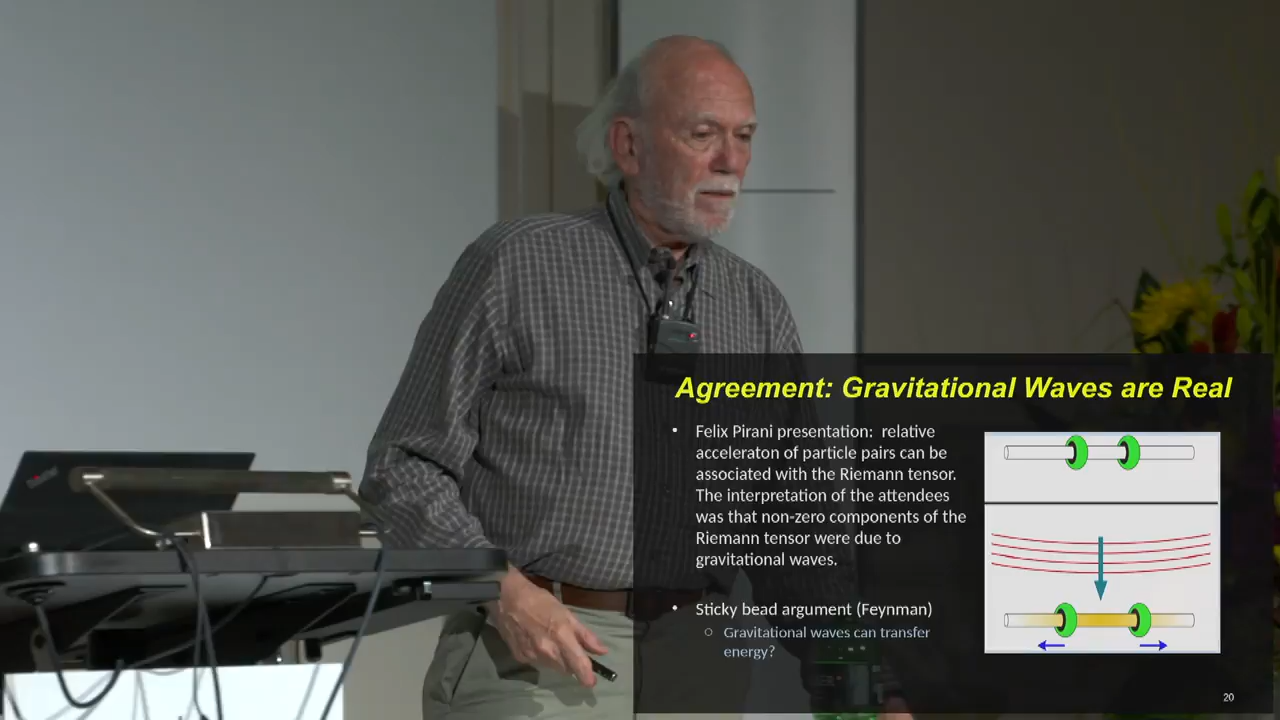 Agreement: Gravitational Waves are Real
• Felix Pirani presentation: relative
acceleraton of particle pairs can be
associated with the Riemann tensor.
The interpretation of the attendees
was that non-zero components of the
Riemann tensor were due to
gravitational waves.
• Sticky bead argument (Feynman)
○ Gravitational waves can transfer
energy?
20